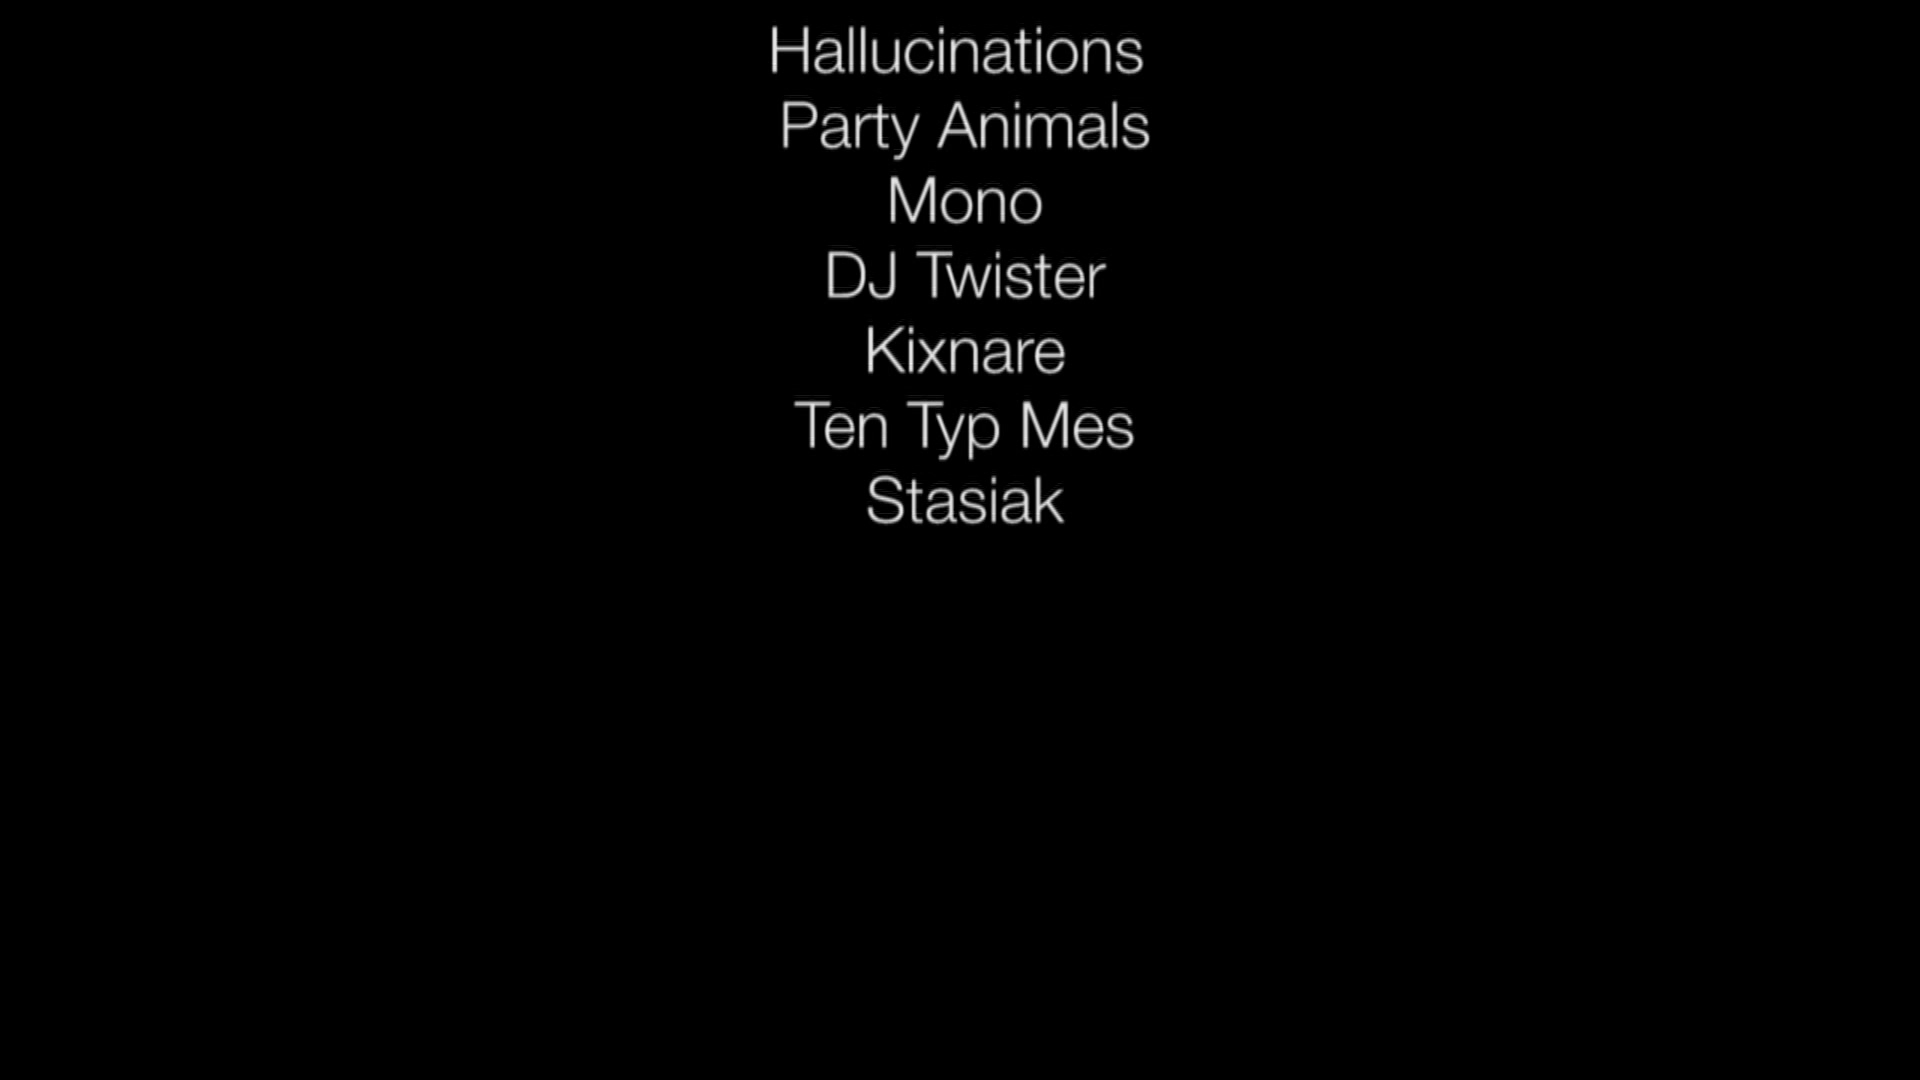 Hallucinations
Party Animals
Mono
DJ Twister
Kixnare
Ten Typ Mes
Stasiak